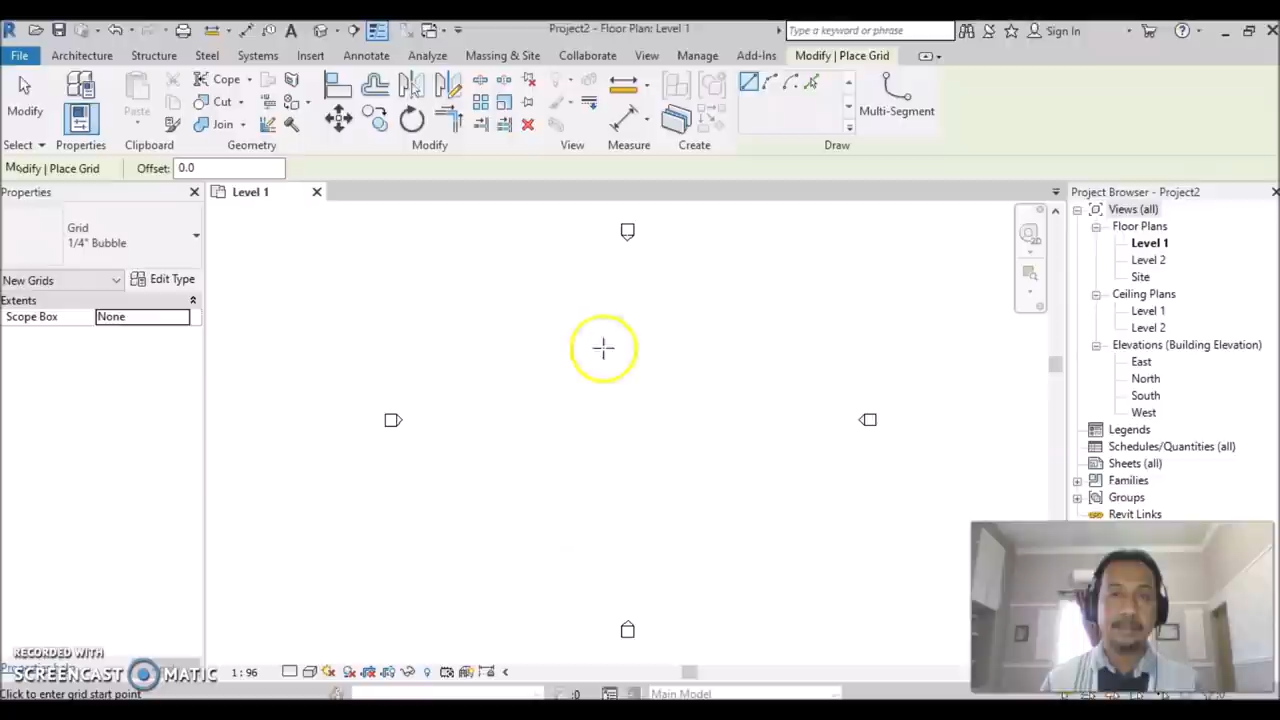 Project2 - Floor Plan: Level 1
Type a keyword or phrase
Sign In
File Architecture Structure Steel Systems Insert Annotate Analyze Massing & Site Collaborate View Manage Add-Ins Modify | Place Grid
Modify
Paste
Cope
Cut
Join
Multi-Segment
Select Properties Clipboard Geometry Modify View Measure Create Draw
Modify | Place Grid Offset: 0.0
Properties
Level 1
Project Browser - Project2
Grid
1/4" Bubble
New Grids
Edit Type
Extents
Scope Box None
2D
Views (all)
Floor Plans
Level 1
Level 2
Site
Ceiling Plans
Level 1
Level 2
Elevations (Building Elevation)
East
North
South
West
Legends
Schedules/Quantities (all)
Sheets (all)
Families
Groups
Revit Links
RECORDED WITH
SCREENCAST MATIC
1 : 96
Click to enter grid start point
:0
Main Model